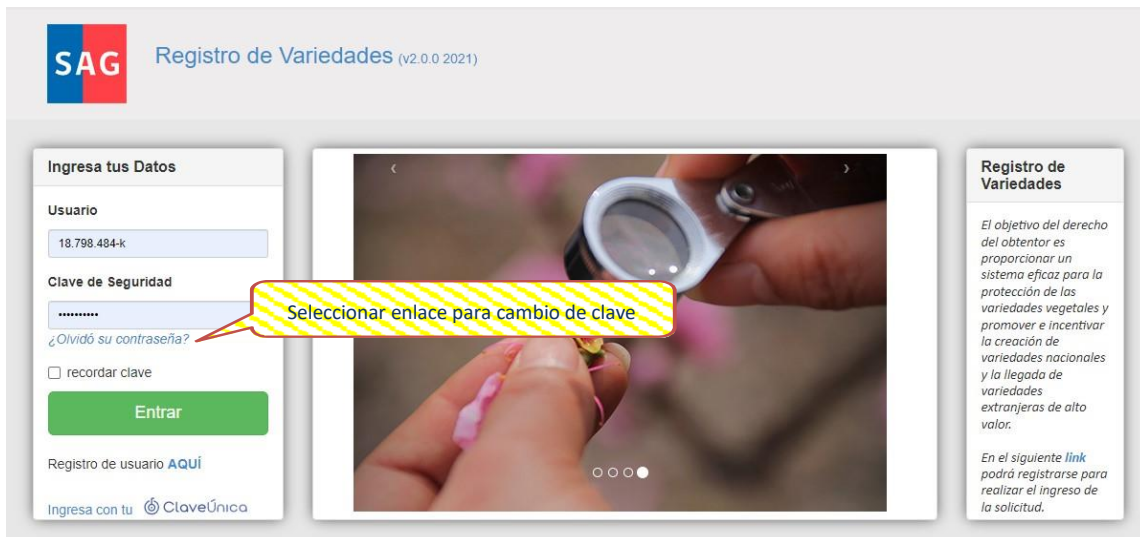 SAG
Registro de Variedades (v2.0.0 2021)
Ingresa tus Datos
Usuario
18.798.484-k
Clave de Seguridad
••••••••••
¿Olvidó su contraseña?
recordar clave
Entrar
Registro de usuario AQUÍ
Ingresa con tu ClaveÚnica
Seleccionar enlace para cambio de clave
Registro de
Variedades
El objetivo del derecho
del obtentor es
proporcionar un
sistema eficaz para la
protección de las
variedades vegetales y
promover e incentivar
la creación de
variedades nacionales
y la llegada de
variedades
extranjeras de alto
valor.
En el siguiente link
podrá registrarse para
realizar el ingreso de
la solicitud.